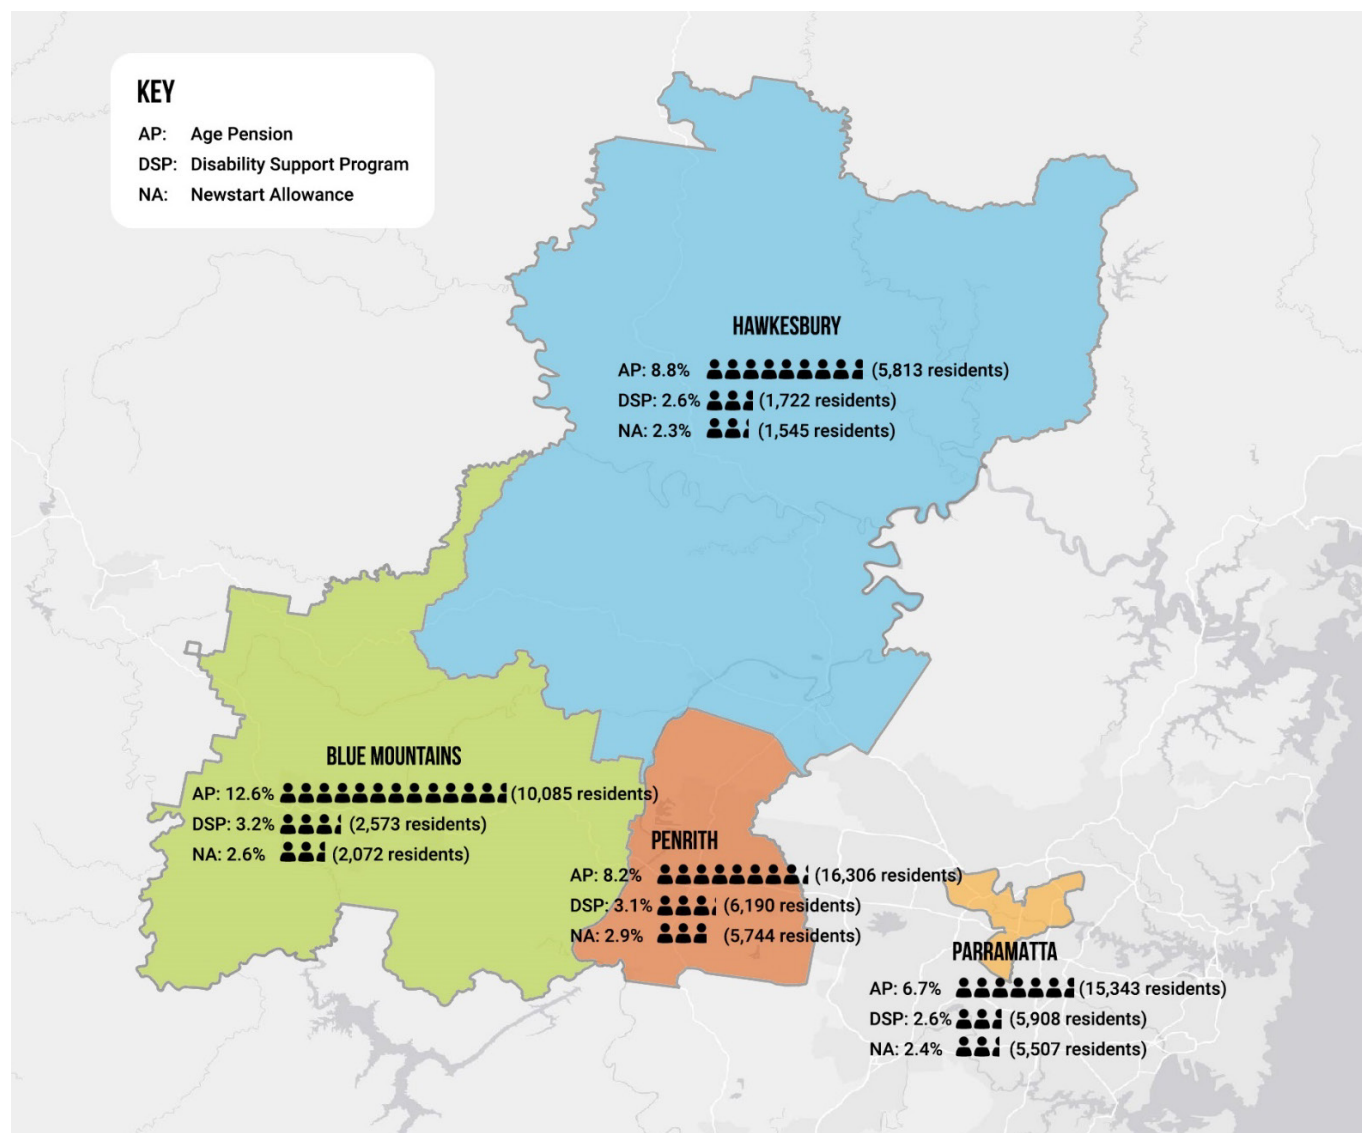 KEY
AP: Age Pension
DSP: Disability Support Program
NA: Newstart Allowance
HAWKESBURY
AP: 8.8% (5,813 residents)
DSP: 2.6% (1,722 residents)
NA: 2.3% (1,545 residents)
BLUE MOUNTAINS
AP: 12.6% (10,085 residents)
DSP: 3.2% (2,573 residents)
NA: 2.6% (2,072 residents)
PENRITH
AP: 8.2% (16,306 residents)
DSP: 3.1% (6,190 residents)
NA: 2.9% (5,744 residents)
PARRAMATTA
AP: 6.7% (15,343 residents)
DSP: 2.6% (5,908 residents)
NA: 2.4% (5,507 residents)